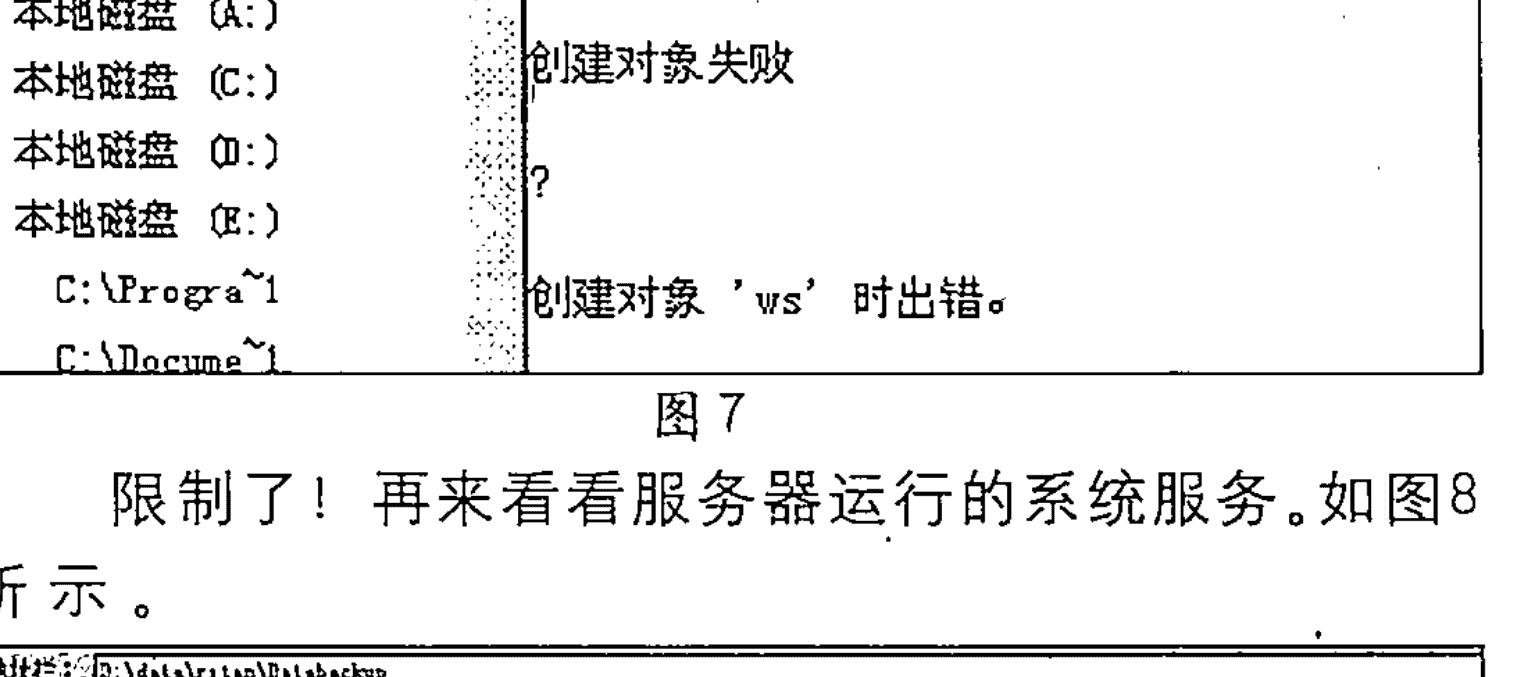 本地磁盘 (A:)
本地磁盘 (C:)
本地磁盘 (D:)
本地磁盘 (E:)
C:\Progra~1
C:\Docume~1
创建对象失败
?
创建对象 'ws' 时出错。
图 7
限制了! 再来看看服务器运行的系统服务。如图8
所示。